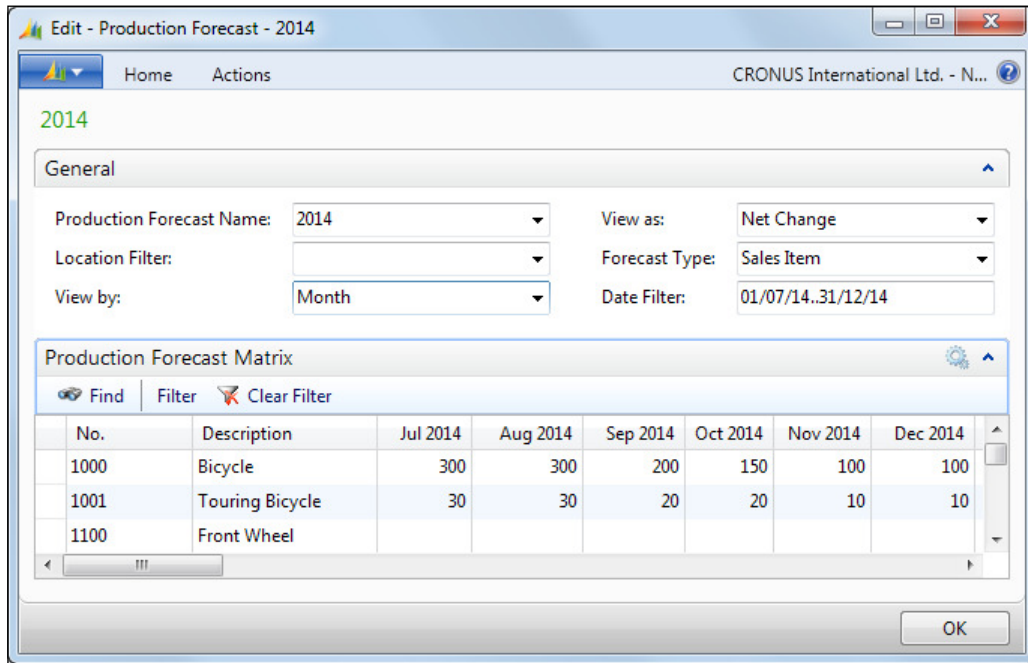 Edit - Production Forecast - 2014
Home Actions CRONUS International Ltd. - N...
2014
General
Production Forecast Name: 2014 View as: Net Change
Location Filter: Forecast Type: Sales Item
View by: Month Date Filter: 01/07/14..31/12/14
Production Forecast Matrix
Find Filter Clear Filter
No. Description Jul 2014 Aug 2014 Sep 2014 Oct 2014 Nov 2014 Dec 2014
1000 Bicycle 300 300 200 150 100 100
1001 Touring Bicycle 30 30 20 20 10 10
1100 Front Wheel
OK